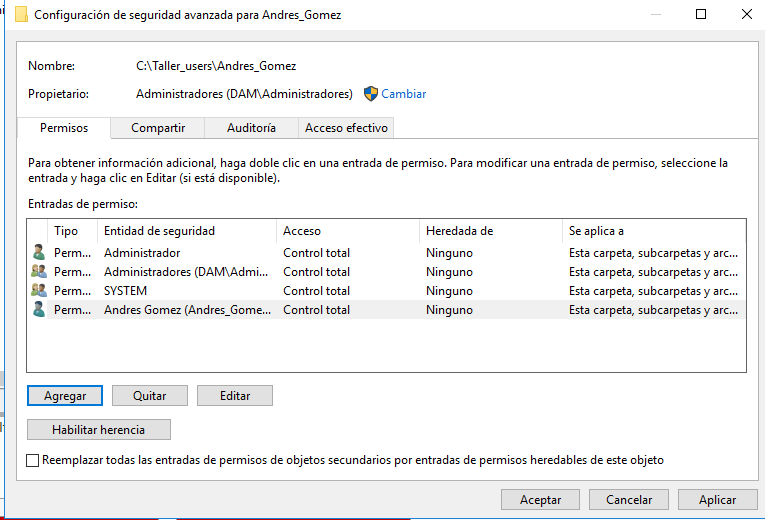 Configuración de seguridad avanzada para Andres_Gomez
Nombre: C:\Taller_users\Andres_Gomez
Propietario: Administradores (DAM\Administradores) Cambiar
Permisos Compartir Auditoría Acceso efectivo
Para obtener información adicional, haga doble clic en una entrada de permiso. Para modificar una entrada de permiso, seleccione la
entrada y haga clic en Editar (si está disponible).
Entradas de permiso:
Tipo Entidad de seguridad Acceso Heredada de Se aplica a
Perm... Administrador Control total Ninguno Esta carpeta, subcarpetas y arc...
Perm... Administradores (DAM\Admi... Control total Ninguno Esta carpeta, subcarpetas y arc...
Perm... SYSTEM Control total Ninguno Esta carpeta, subcarpetas y arc...
Perm... Andres Gomez (Andres_Gome... Control total Ninguno Esta carpeta, subcarpetas y arc...
Agregar Quitar Editar
Habilitar herencia
Reemplazar todas las entradas de permisos de objetos secundarios por entradas de permisos heredables de este objeto
Aceptar Cancelar Aplicar